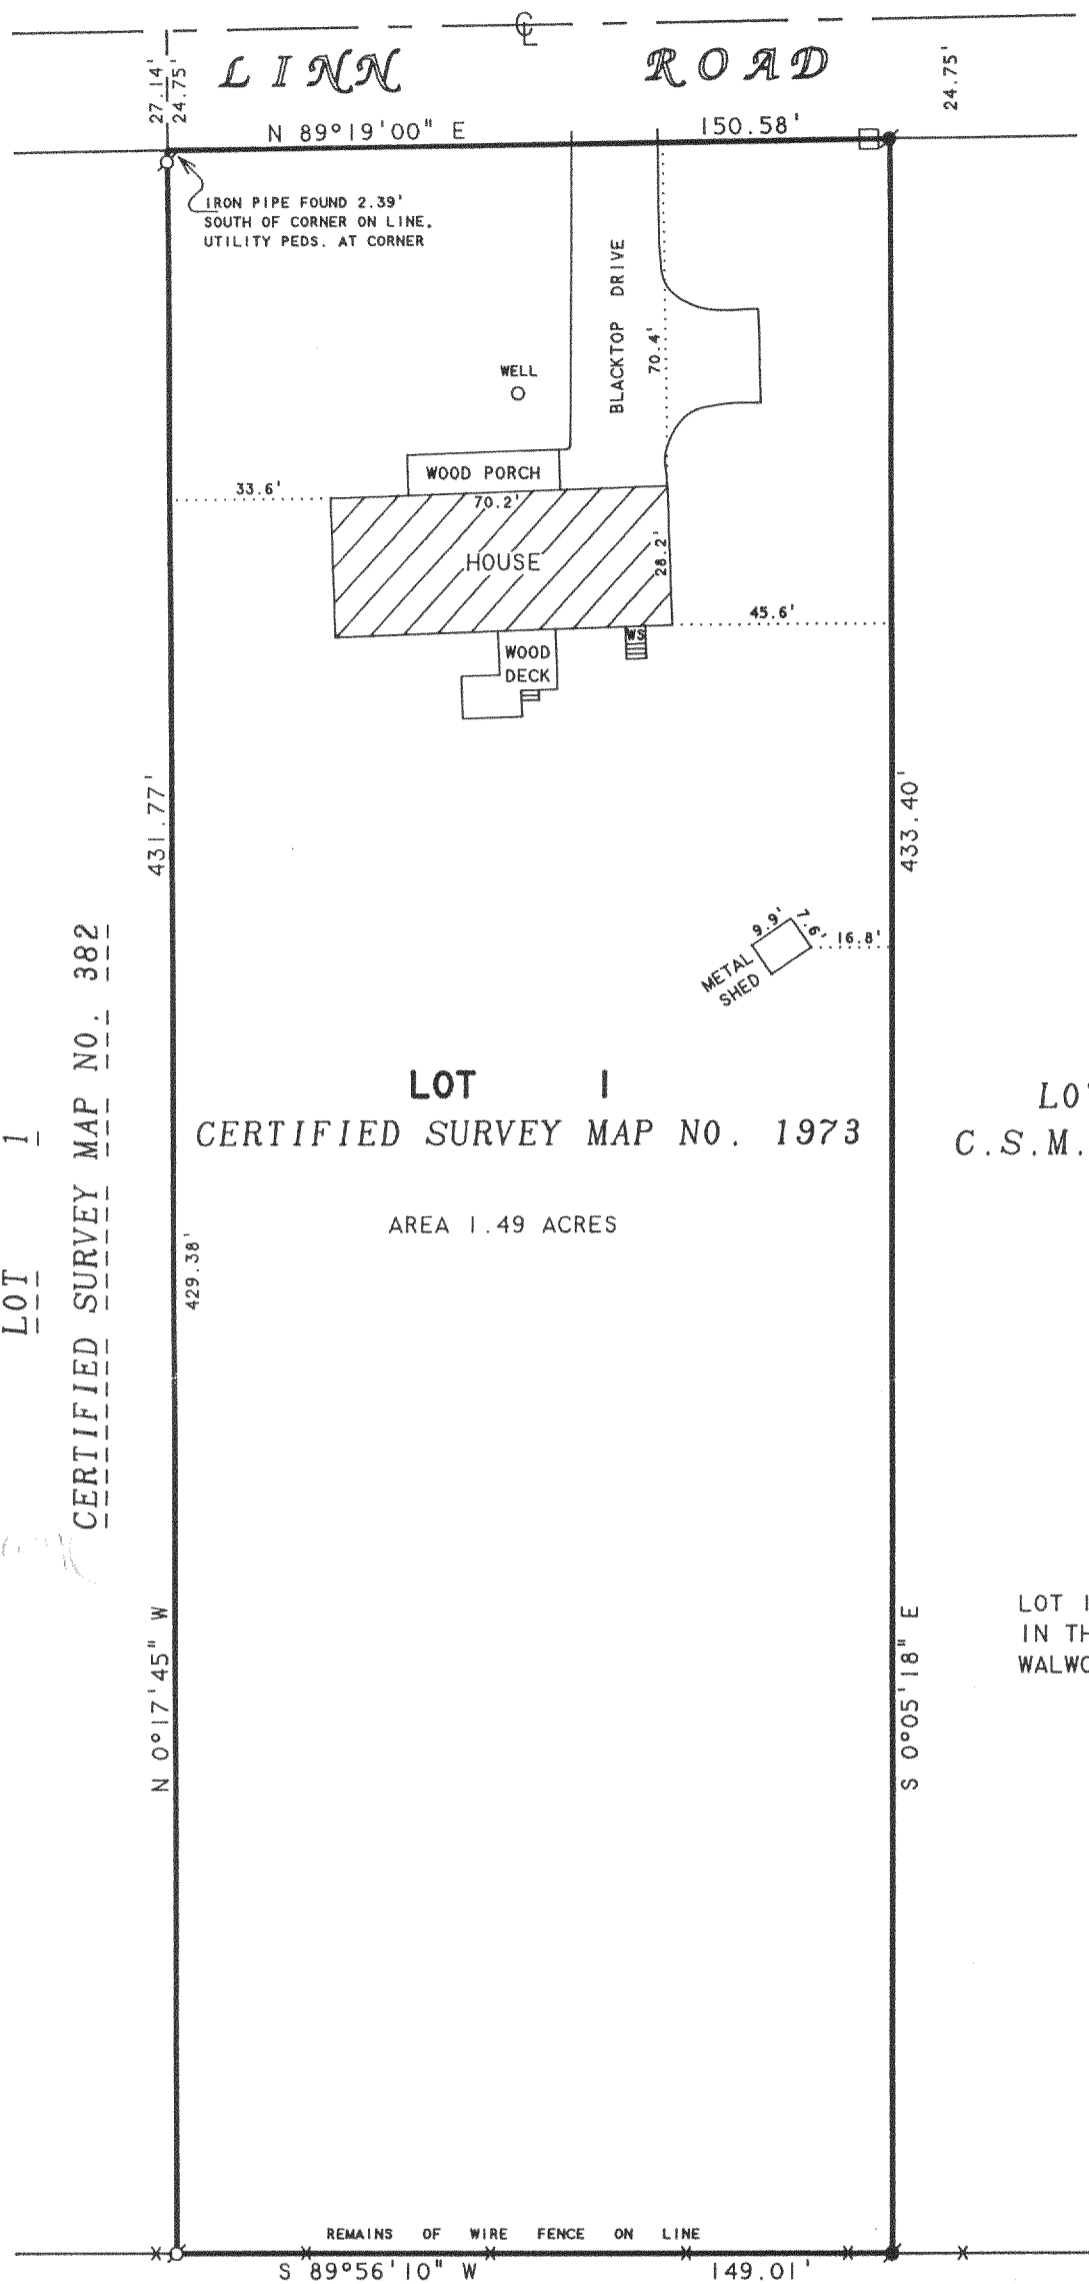 ℄
LINN ROAD
27.14'
24.75'
24.75'
N 89°19'00" E
150.58'
IRON PIPE FOUND 2.39'
SOUTH OF CORNER ON LINE.
UTILITY PEDS. AT CORNER
BLACKTOP DRIVE
70.4'
WELL
WOOD PORCH
33.6'
70.2'
HOUSE
28.2'
45.6'
WS
WOOD
DECK
431.77'
433.40'
9.9'
7.6'
16.8'
METAL
SHED
LOT 1
CERTIFIED SURVEY MAP NO. 382
LOT 1
CERTIFIED SURVEY MAP NO. 1973
AREA 1.49 ACRES
C.S.M.
429.38'
N 0°17'45" W
S 0°05'18" E
LOT 1
IN
REMAINS OF WIRE FENCE ON LINE
S 89°56'10" W
149.01'